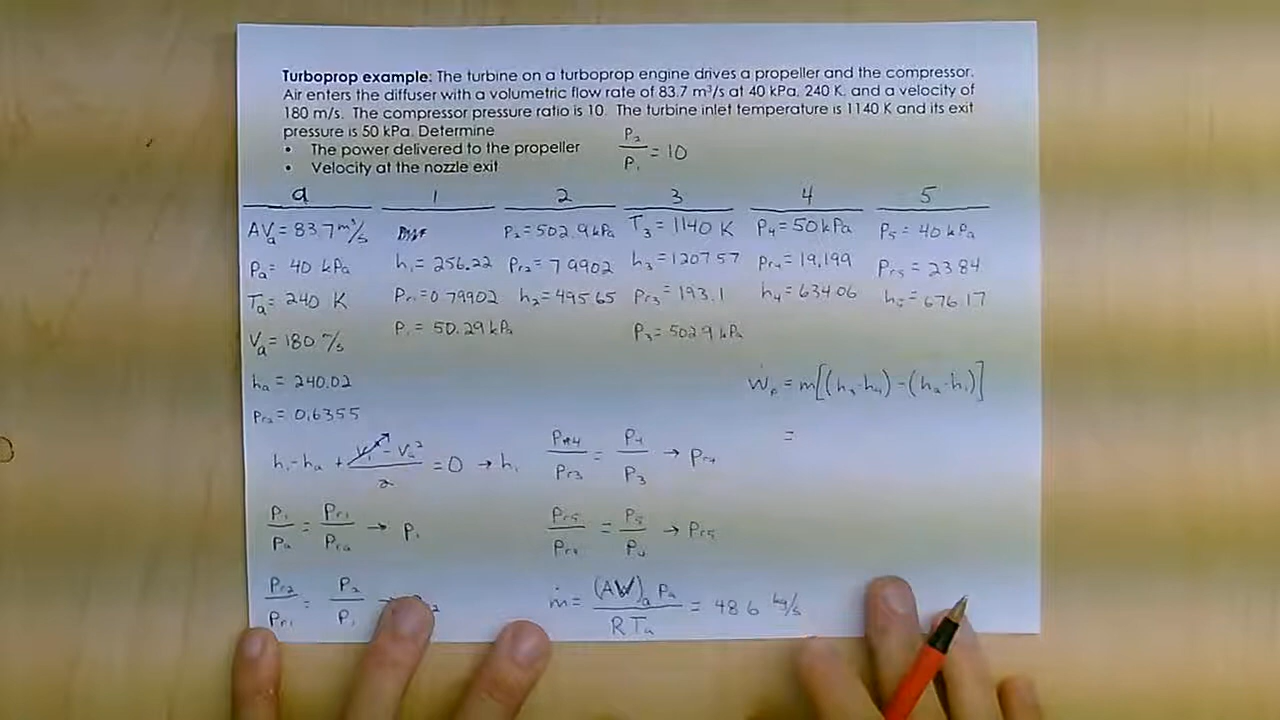 Turboprop example: The turbine on a turboprop engine drives a propeller and the compressor.
Air enters the diffuser with a volumetric flow rate of 83.7 m³/s at 40 kPa, 240 K, and a velocity of
180 m/s. The compressor pressure ratio is 10. The turbine inlet temperature is 1140 K and its exit
pressure is 50 kPa. Determine
• The power delivered to the propeller
• Velocity at the nozzle exit
P₂/P₁ = 10
a 1 2 3 4 5
AVₐ = 83.7 m³/s
Pₐ = 40 kPa
Tₐ = 240 K
Vₐ = 180 m/s
hₐ = 240.02
Prₐ = 0.6355
h₁ = 256.22
Pr₁ = 0.79902
P₁ = 50.29 kPa
P₂ = 502.9 kPa
Pr₂ = 7.9902
h₂ = 495.65
T₃ = 1140 K
h₃ = 1207.57
Pr₃ = 193.1
P₃ = 502.9 kPa
P₄ = 50 kPa
Pr₄ = 19.199
h₄ = 634.06
P₅ = 40 kPa
Pr₅ =
h₅ =
h₁ - hₐ + (V₁² - Vₐ²)/2 = 0 → h₁
P₁/Pₐ = Pr₁/Prₐ → P₁
Pr₂/Pr₁ = P₂/P₁
Pr₄/Pr₃ = P₄/P₃ → Pr₄
Pr₅/Pr₄ = P₅/P₄ → Pr₅
ṁ = (AV)ₐ Pₐ / RTₐ = 48.6 kg/s
Ẇₚ = ṁ[(h₃-h₄) - (h₂-h₁)]
=